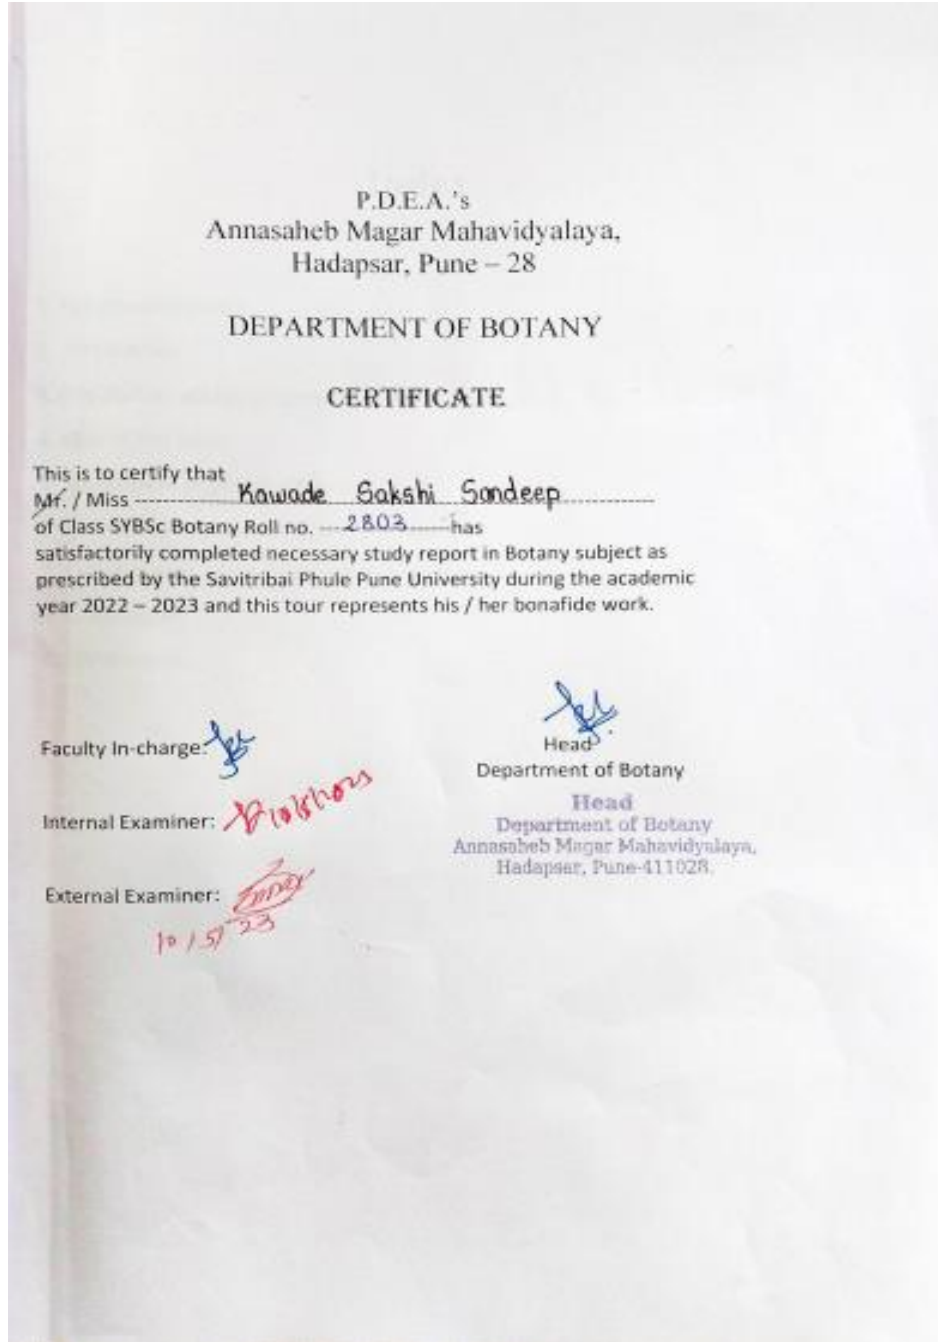 P.D.E.A.'s
Annasaheb Magar Mahavidyalaya,
Hadapsar, Pune – 28
DEPARTMENT OF BOTANY
CERTIFICATE
This is to certify that
Mr. / Miss Kawade Sakshi Sandeep
of Class SYBSc Botany Roll no. 2803 has
satisfactorily completed necessary study report in Botany subject as
prescribed by the Savitribai Phule Pune University during the academic
year 2022 – 2023 and this tour represents his / her bonafide work.
Faculty In-charge:
Head
Department of Botany
Internal Examiner:
Head
Department of Botany
Annasaheb Magar Mahavidyalaya,
Hadapsar, Pune-411028.
External Examiner:
10/5/23